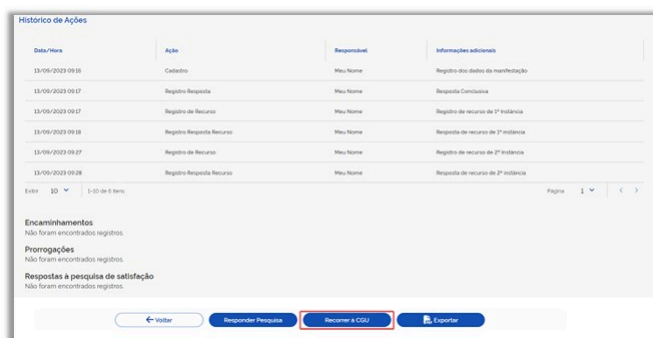 Histórico de Ações
Data/Hora Ação Responsável Informações adicionais
13/09/2023 09:16 Cadastro Meu Nome Registro dos dados da manifestação
13/09/2023 09:17 Registro Resposta Meu Nome Resposta Conclusiva
13/09/2023 09:17 Registro de Recurso Meu Nome Registro de recurso de 1ª instância
13/09/2023 09:18 Registro Resposta Recurso Meu Nome Resposta de recurso de 1ª instância
13/09/2023 09:27 Registro de Recurso Meu Nome Registro de recurso de 2ª instância
13/09/2023 09:28 Registro Resposta Recurso Meu Nome Resposta de recurso de 2ª instância
Exibir 10 1-10 de 6 itens Página 1
Encaminhamentos
Não foram encontrados registros.
Prorrogações
Não foram encontrados registros.
Respostas à pesquisa de satisfação
Não foram encontrados registros.
Voltar Responder Pesquisa Recorrer à CGU Exportar